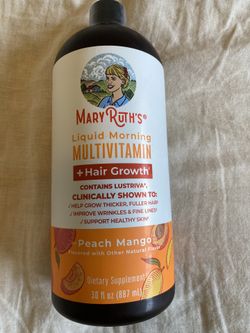 MARY RUTH'S®
Liquid Morning
MULTIVITAMIN
+Hair Growth*
CONTAINS LUSTRIVA®,
CLINICALLY SHOWN TO:
/ HELP GROW THICKER, FULLER HAIR*
/ IMPROVE WRINKLES & FINE LINES*
/ SUPPORT HEALTHY SKIN*
Peach Mango
Flavored with Other Natural Flavors
Dietary Supplement
30 fl oz (887 mL)